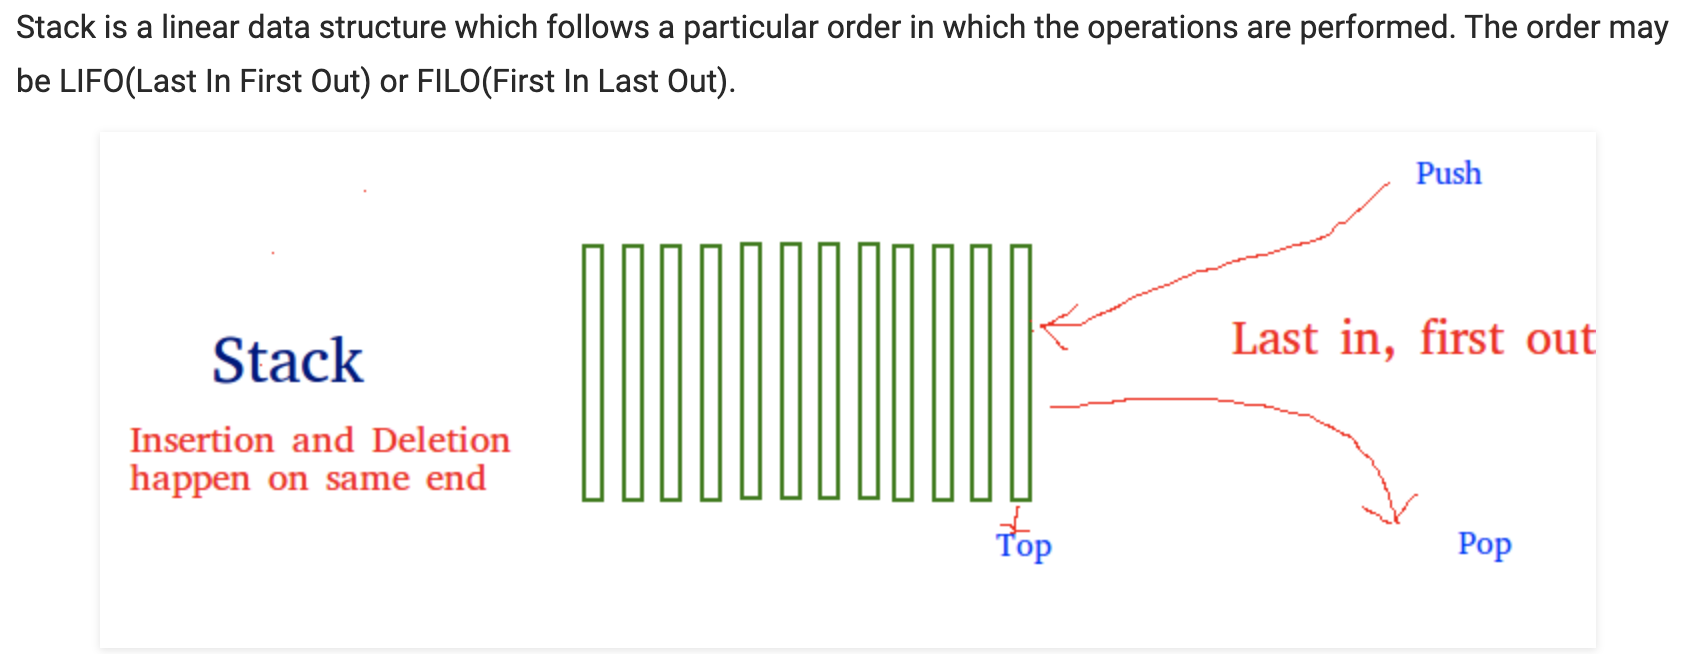 Stack is a linear data structure which follows a particular order in which the operations are performed. The order may
be LIFO(Last In First Out) or FILO(First In Last Out).
Push
Last in, first out
Stack
Insertion and Deletion
happen on same end
Top
Pop